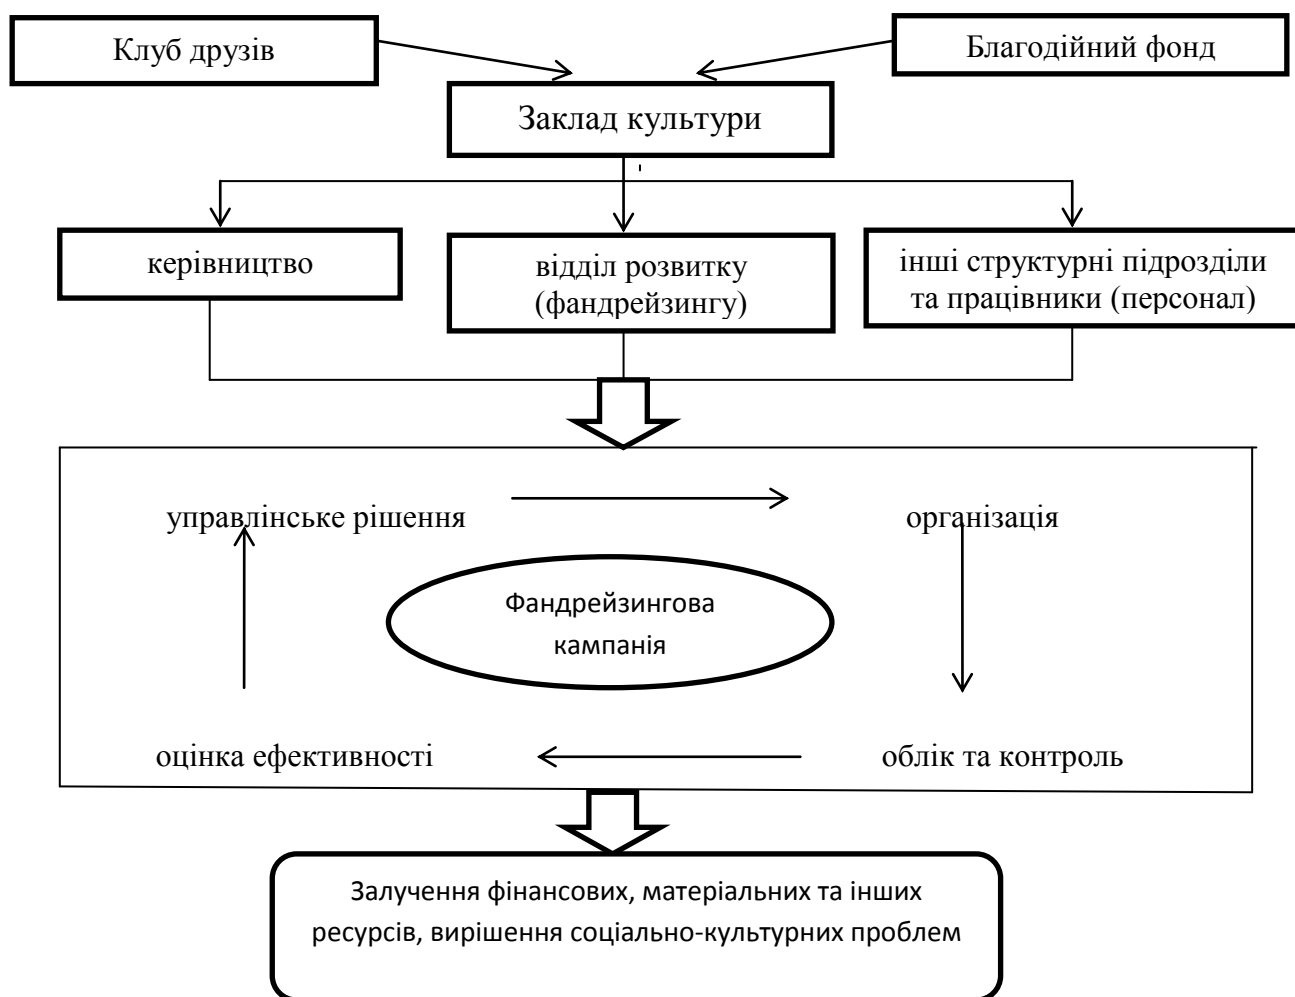 Клуб друзів
Благодійний фонд
Заклад культури
керівництво
відділ розвитку
(фандрейзингу)
інші структурні підрозділи
та працівники (персонал)
управлінське рішення
організація
Фандрейзингова
кампанія
оцінка ефективності
облік та контроль
Залучення фінансових, матеріальних та інших
ресурсів, вирішення соціально-культурних проблем